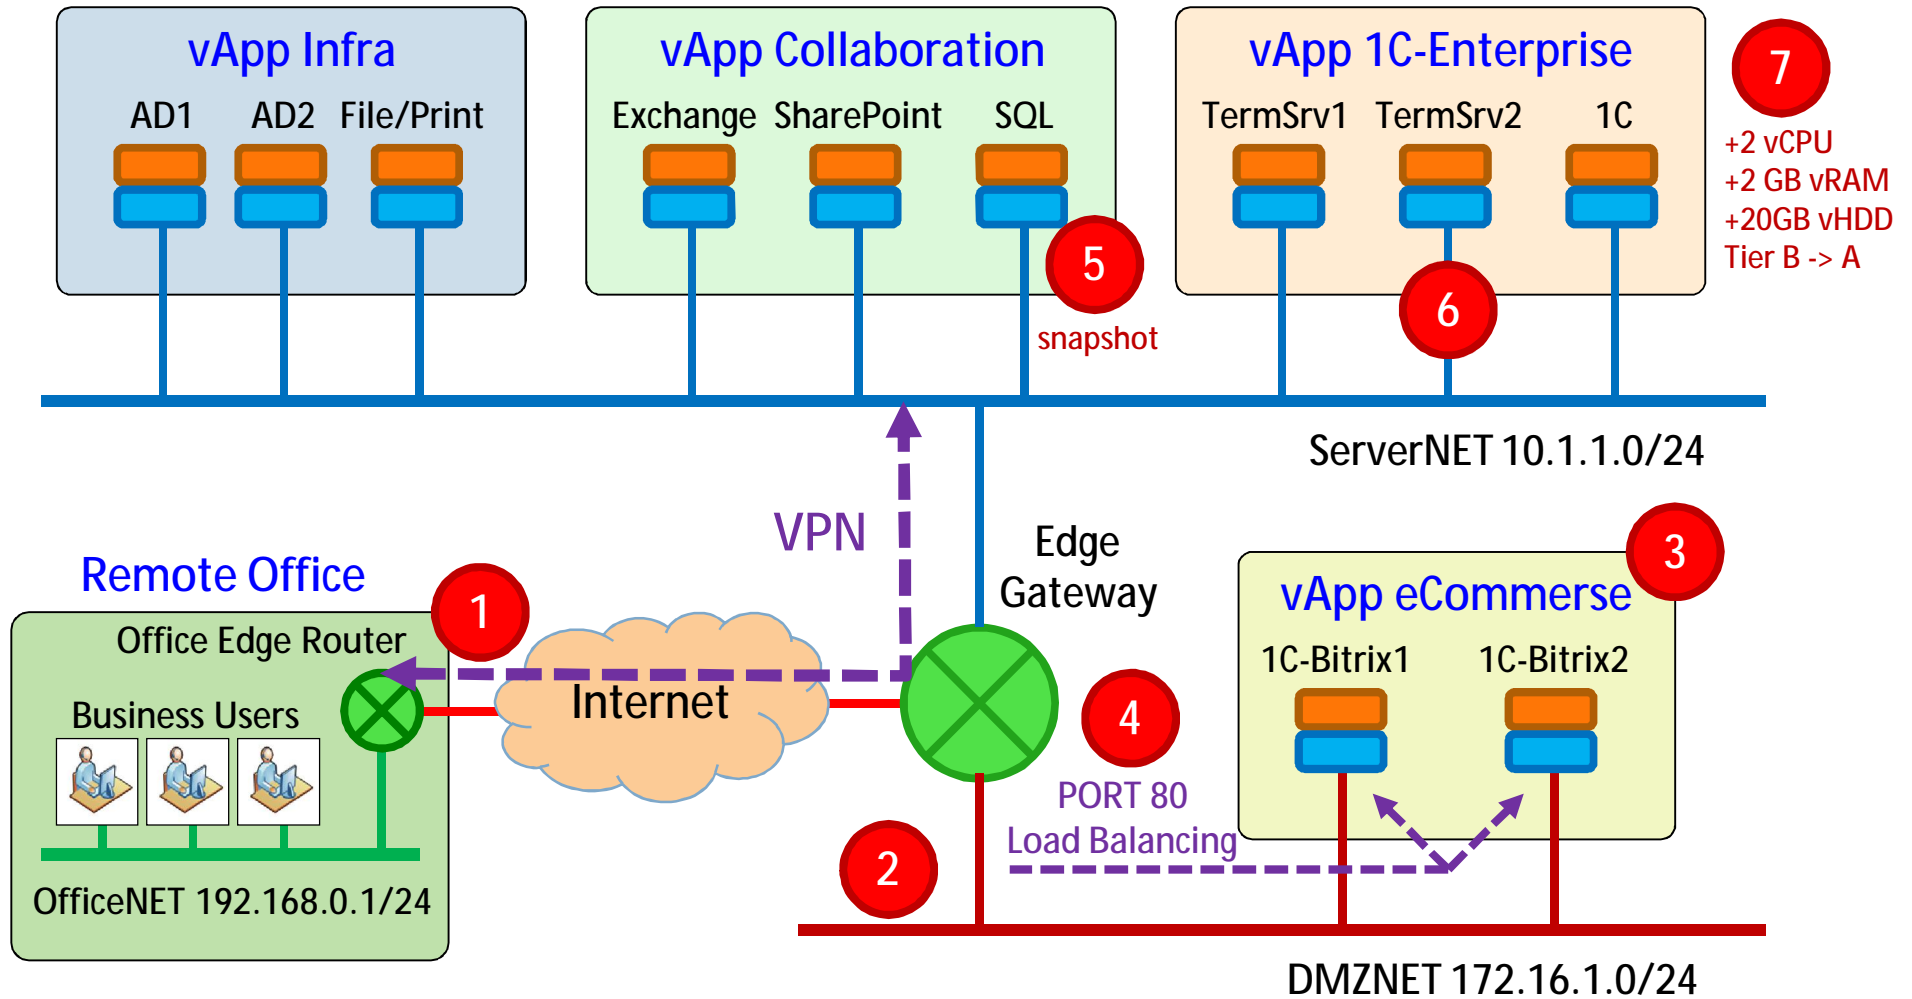 vApp Infra
AD1 AD2 File/Print
vApp Collaboration
Exchange SharePoint SQL
5
snapshot
vApp 1C-Enterprise
TermSrv1 TermSrv2 1C
6
7
+2 vCPU
+2 GB vRAM
+20GB vHDD
Tier B -> A
ServerNET 10.1.1.0/24
VPN
Edge
Gateway
Remote Office
1
Office Edge Router
Business Users
OfficeNET 192.168.0.1/24
Internet
3
vApp eCommerse
1C-Bitrix1 1C-Bitrix2
4
PORT 80
Load Balancing
2
DMZNET 172.16.1.0/24